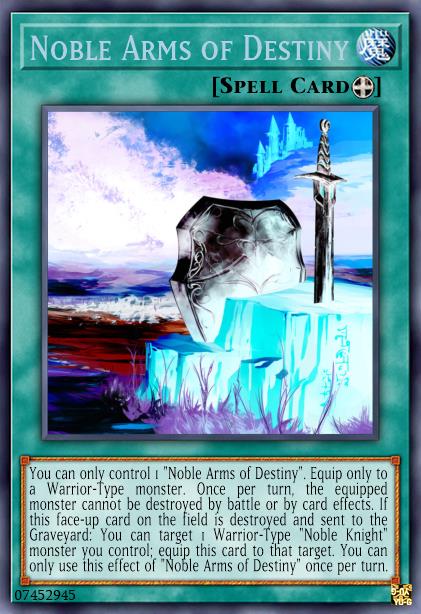 Noble Arms of Destiny
[Spell Card]
You can only control 1 "Noble Arms of Destiny". Equip only to
a Warrior-Type monster. Once per turn, the equipped
monster cannot be destroyed by battle or by card effects. If
this face-up card on the field is destroyed and sent to the
Graveyard: You can target 1 Warrior-Type "Noble Knight"
monster you control; equip this card to that target. You can
only use this effect of "Noble Arms of Destiny" once per turn.
07452945